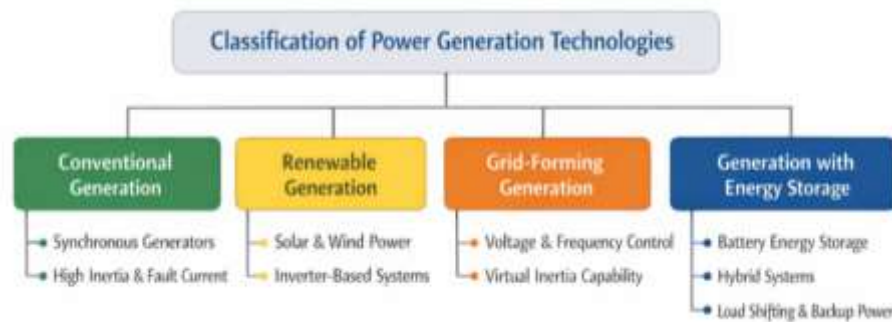 Classification of Power Generation Technologies
Conventional
Generation
Synchronous Generators
High Inertia & Fault Current
Renewable
Generation
Solar & Wind Power
Inverter-Based Systems
Grid-Forming
Generation
Voltage & Frequency Control
Virtual Inertia Capability
Generation with
Energy Storage
Battery Energy Storage
Hybrid Systems
Load Shifting & Backup Power